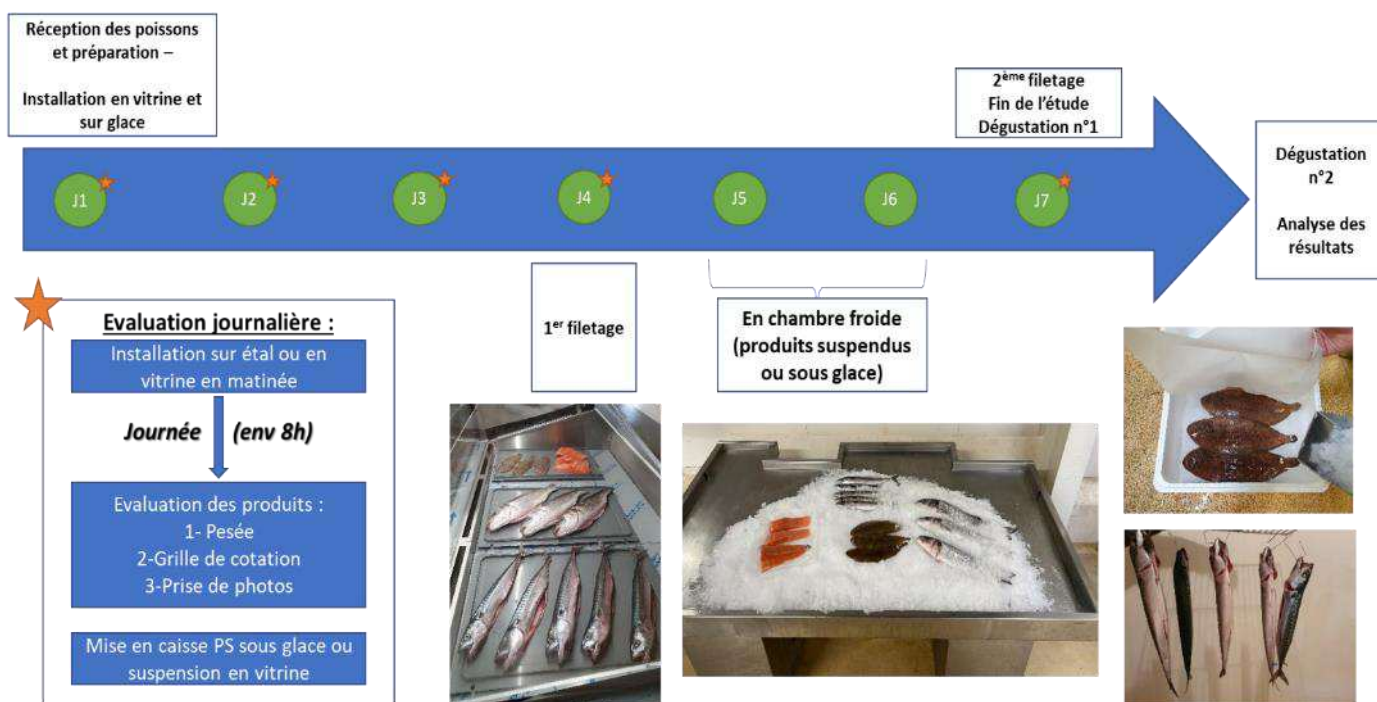 Réception des poissons
et préparation –
Installation en vitrine et
sur glace
2ème filetage
Fin de l'étude
Dégustation n°1
Dégustation
n°2
Analyse des
résultats
J1
J2
J3
J4
J5
J6
J7
1er filetage
En chambre froide
(produits suspendus
ou sous glace)
Evaluation journalière :
Installation sur étal ou en
vitrine en matinée
Journée (env 8h)
Evaluation des produits :
1- Pesée
2-Grille de cotation
3-Prise de photos
Mise en caisse PS sous glace ou
suspension en vitrine